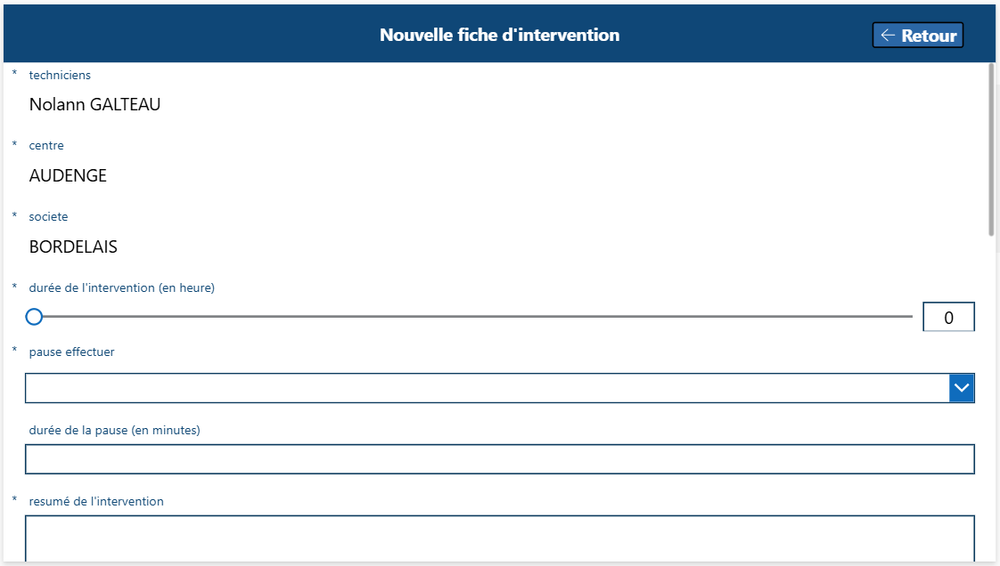 Nouvelle fiche d'intervention
← Retour
* techniciens
Nolann GALTEAU
* centre
AUDENGE
* societe
BORDELAIS
* durée de l'intervention (en heure)
0
* pause effectuer
durée de la pause (en minutes)
* resumé de l'intervention